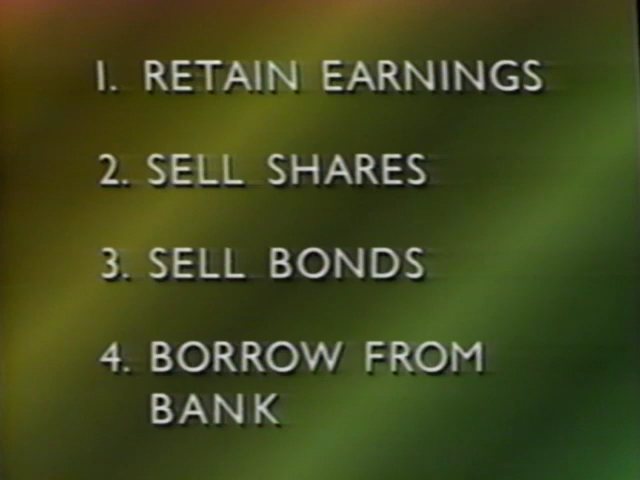 1. RETAIN EARNINGS
2. SELL SHARES
3. SELL BONDS
4. BORROW FROM
BANK